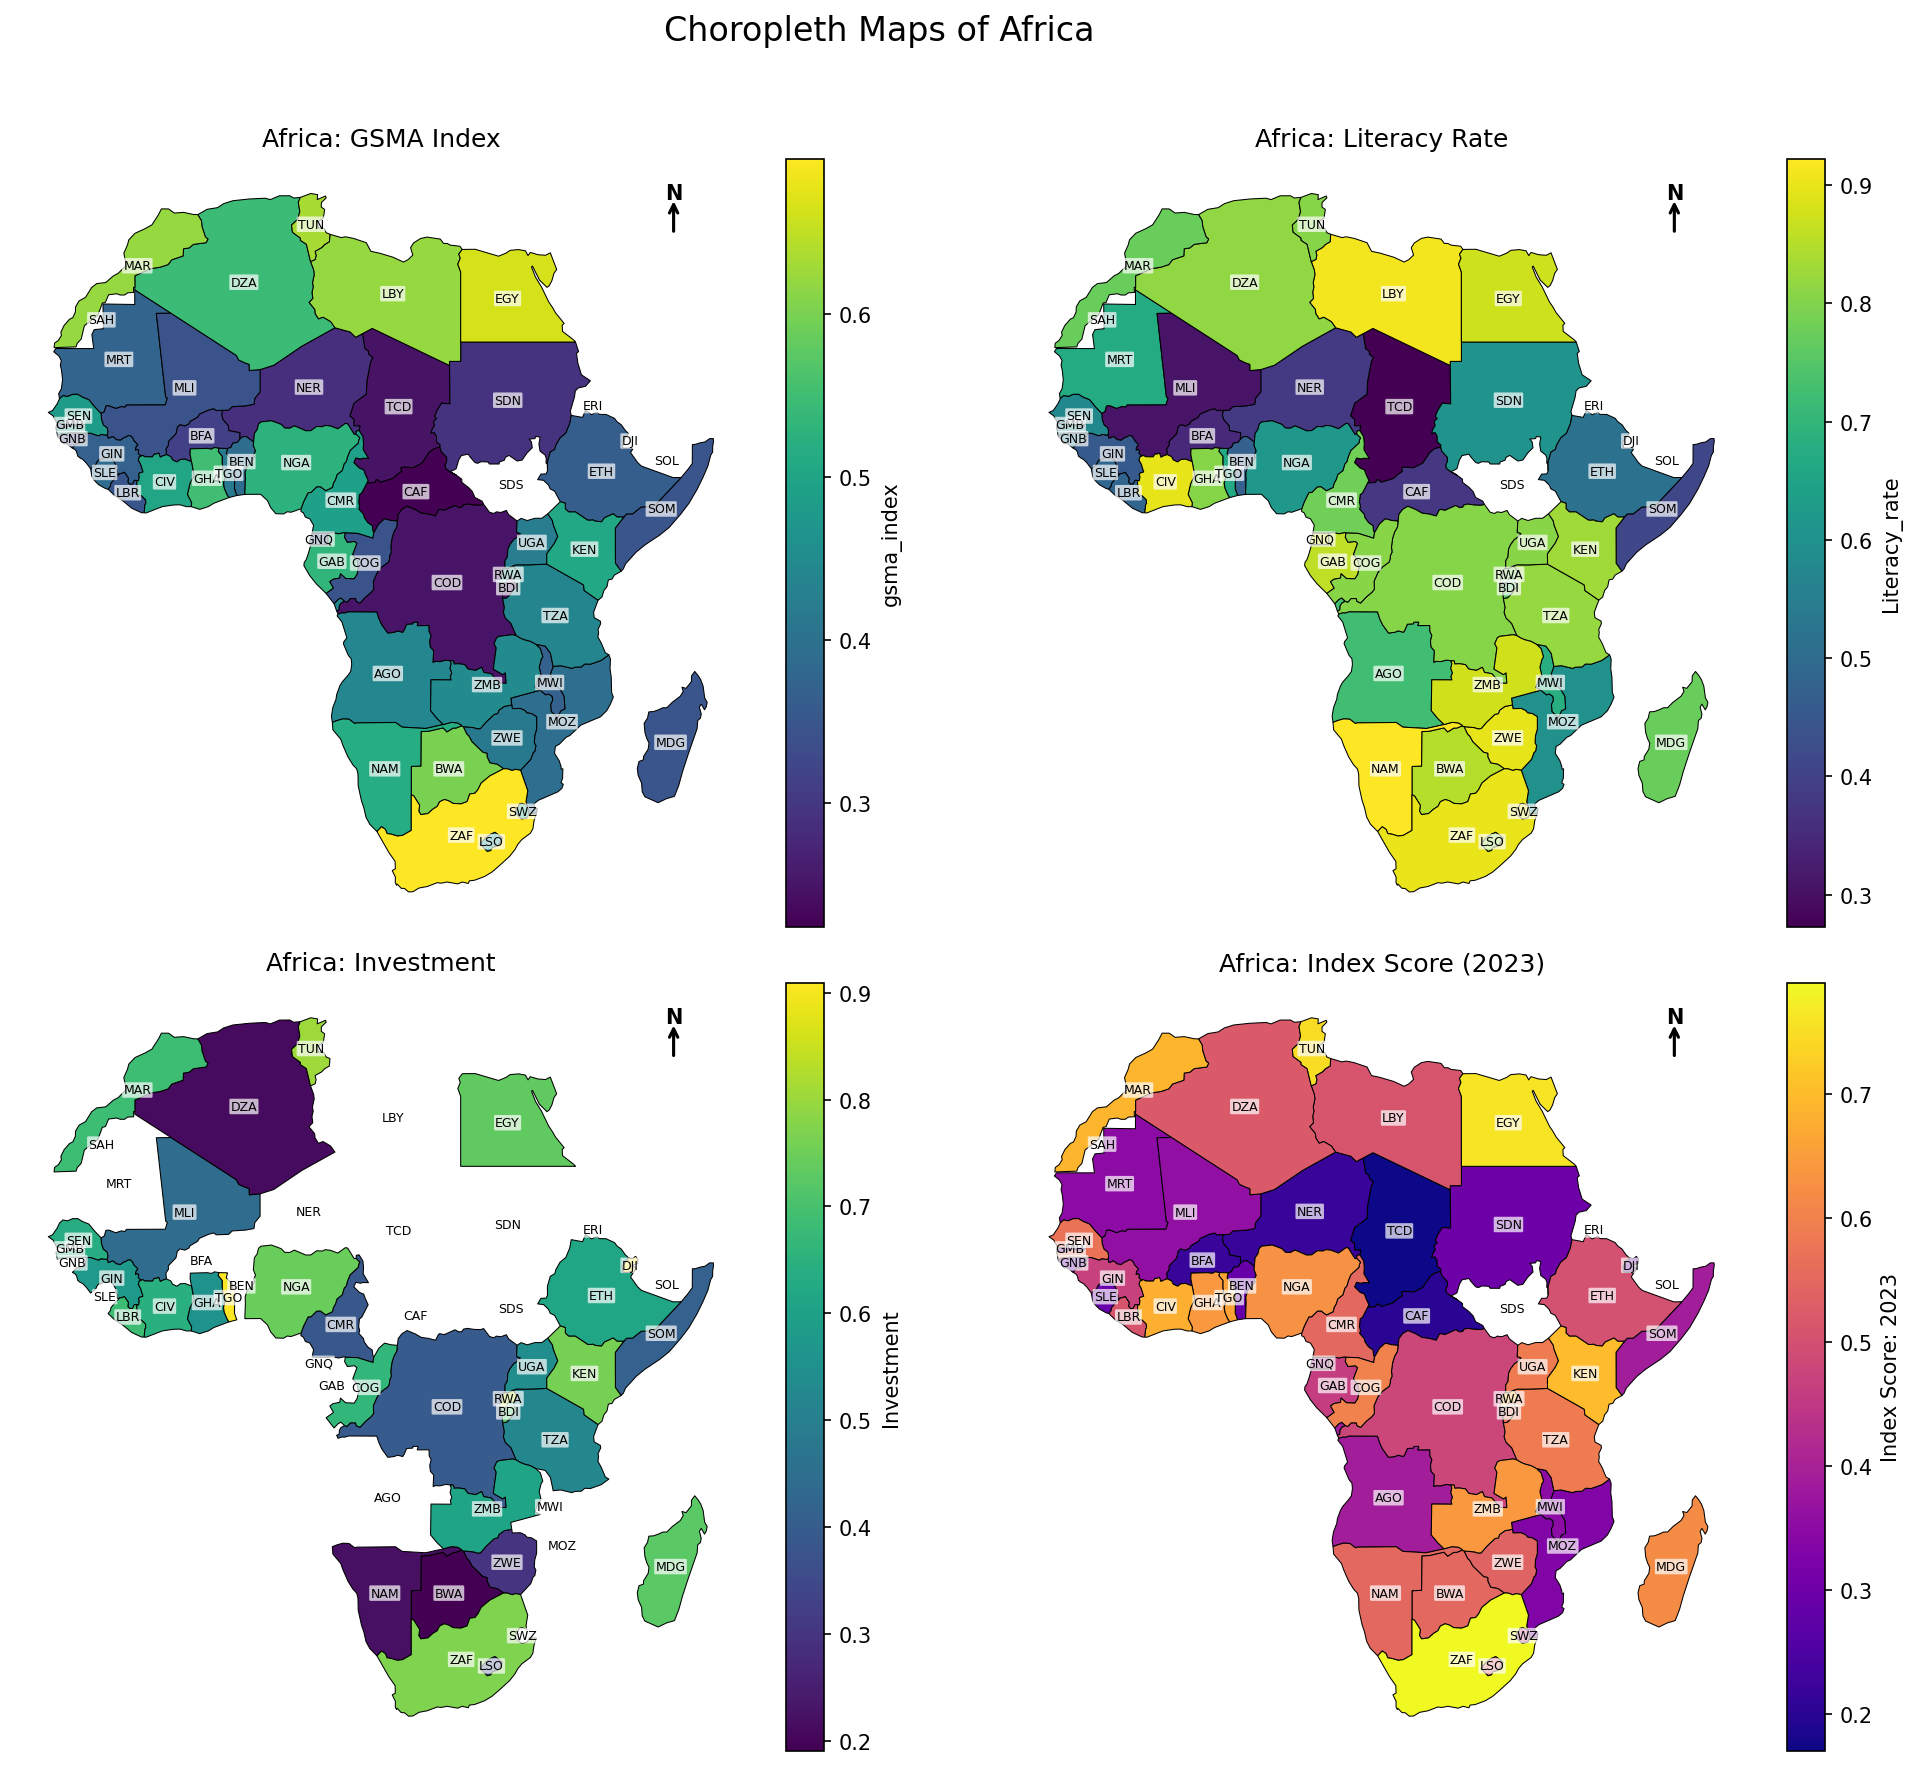 Choropleth Maps of Africa
Africa: GSMA Index
N
TUN
MAR
DZA
LBY
EGY
SAH
MRT
MLI
NER
TCD
SDN
ERI
SEN
GMB
GNB
BFA
DJI
GIN
BEN
NGA
SOL
SLE
CIV
GHA
TGO
ETH
LBR
CAF
SDS
CMR
SOM
GNQ
UGA
KEN
GAB
COG
RWA
COD
BDI
TZA
AGO
ZMB
MWI
MOZ
ZWE
MDG
NAM
BWA
SWZ
ZAF
LSO
0.6
0.5
0.4
0.3
gsma_index
Africa: Literacy Rate
N
TUN
MAR
DZA
LBY
EGY
SAH
MRT
MLI
NER
TCD
SDN
ERI
SEN
GMB
GNB
BFA
DJI
GIN
BEN
NGA
SOL
SLE
CIV
GHA
TGO
ETH
LBR
CAF
SDS
CMR
SOM
GNQ
UGA
KEN
GAB
COG
RWA
COD
BDI
TZA
AGO
ZMB
MWI
MOZ
ZWE
MDG
NAM
BWA
SWZ
ZAF
LSO
0.9
0.8
0.7
0.6
0.5
0.4
0.3
Literacy_rate
Africa: Investment
N
TUN
MAR
DZA
LBY
EGY
SAH
MRT
MLI
NER
TCD
SDN
ERI
SEN
GMB
GNB
BFA
DJI
GIN
BEN
NGA
SOL
SLE
CIV
GHA
TGO
ETH
LBR
CAF
SDS
CMR
SOM
GNQ
UGA
KEN
GAB
COG
RWA
COD
BDI
TZA
AGO
ZMB
MWI
MOZ
ZWE
MDG
NAM
BWA
SWZ
ZAF
LSO
0.9
0.8
0.7
0.6
0.5
0.4
0.3
0.2
Investment
Africa: Index Score (2023)
N
TUN
MAR
DZA
LBY
EGY
SAH
MRT
MLI
NER
TCD
SDN
ERI
SEN
GMB
GNB
BFA
DJI
GIN
BEN
NGA
SOL
SLE
CIV
GHA
TGO
ETH
LBR
CAF
SDS
CMR
SOM
GNQ
UGA
KEN
GAB
COG
RWA
COD
BDI
TZA
AGO
ZMB
MWI
MOZ
ZWE
MDG
NAM
BWA
SWZ
ZAF
LSO
0.7
0.6
0.5
0.4
0.3
0.2
Index Score: 2023